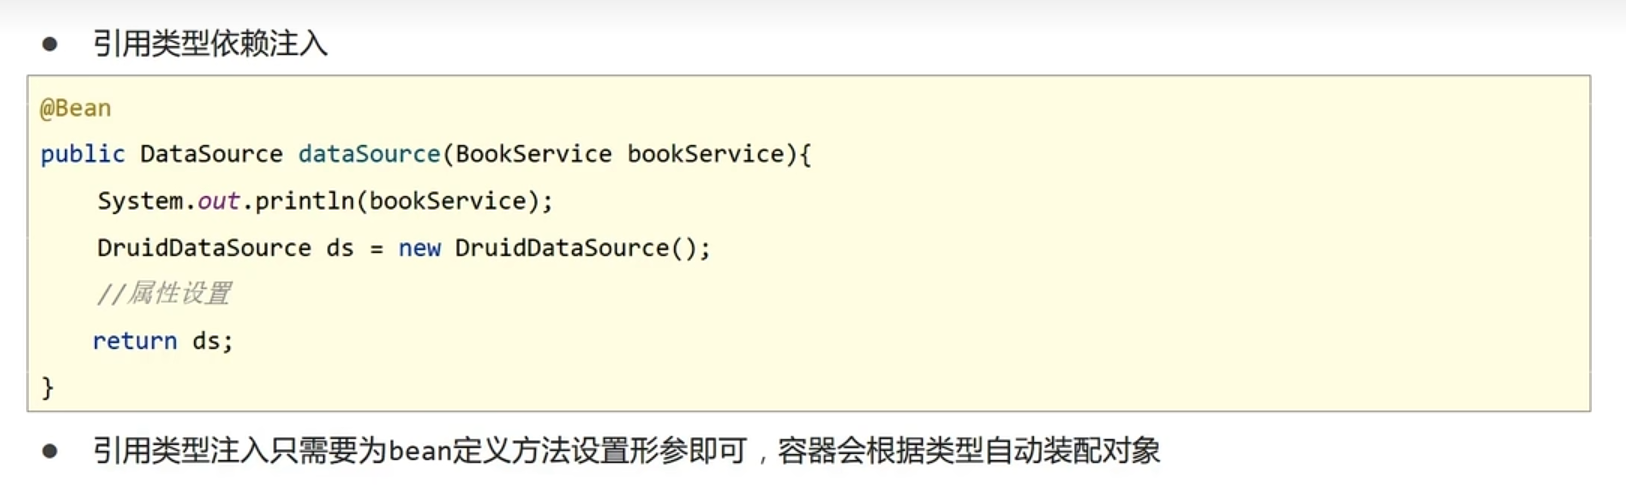 ● 引用类型依赖注入
@Bean
public DataSource dataSource(BookService bookService){
    System.out.println(bookService);
    DruidDataSource ds = new DruidDataSource();
    //属性设置
    return ds;
}
● 引用类型注入只需要为bean定义方法设置形参即可，容器会根据类型自动装配对象